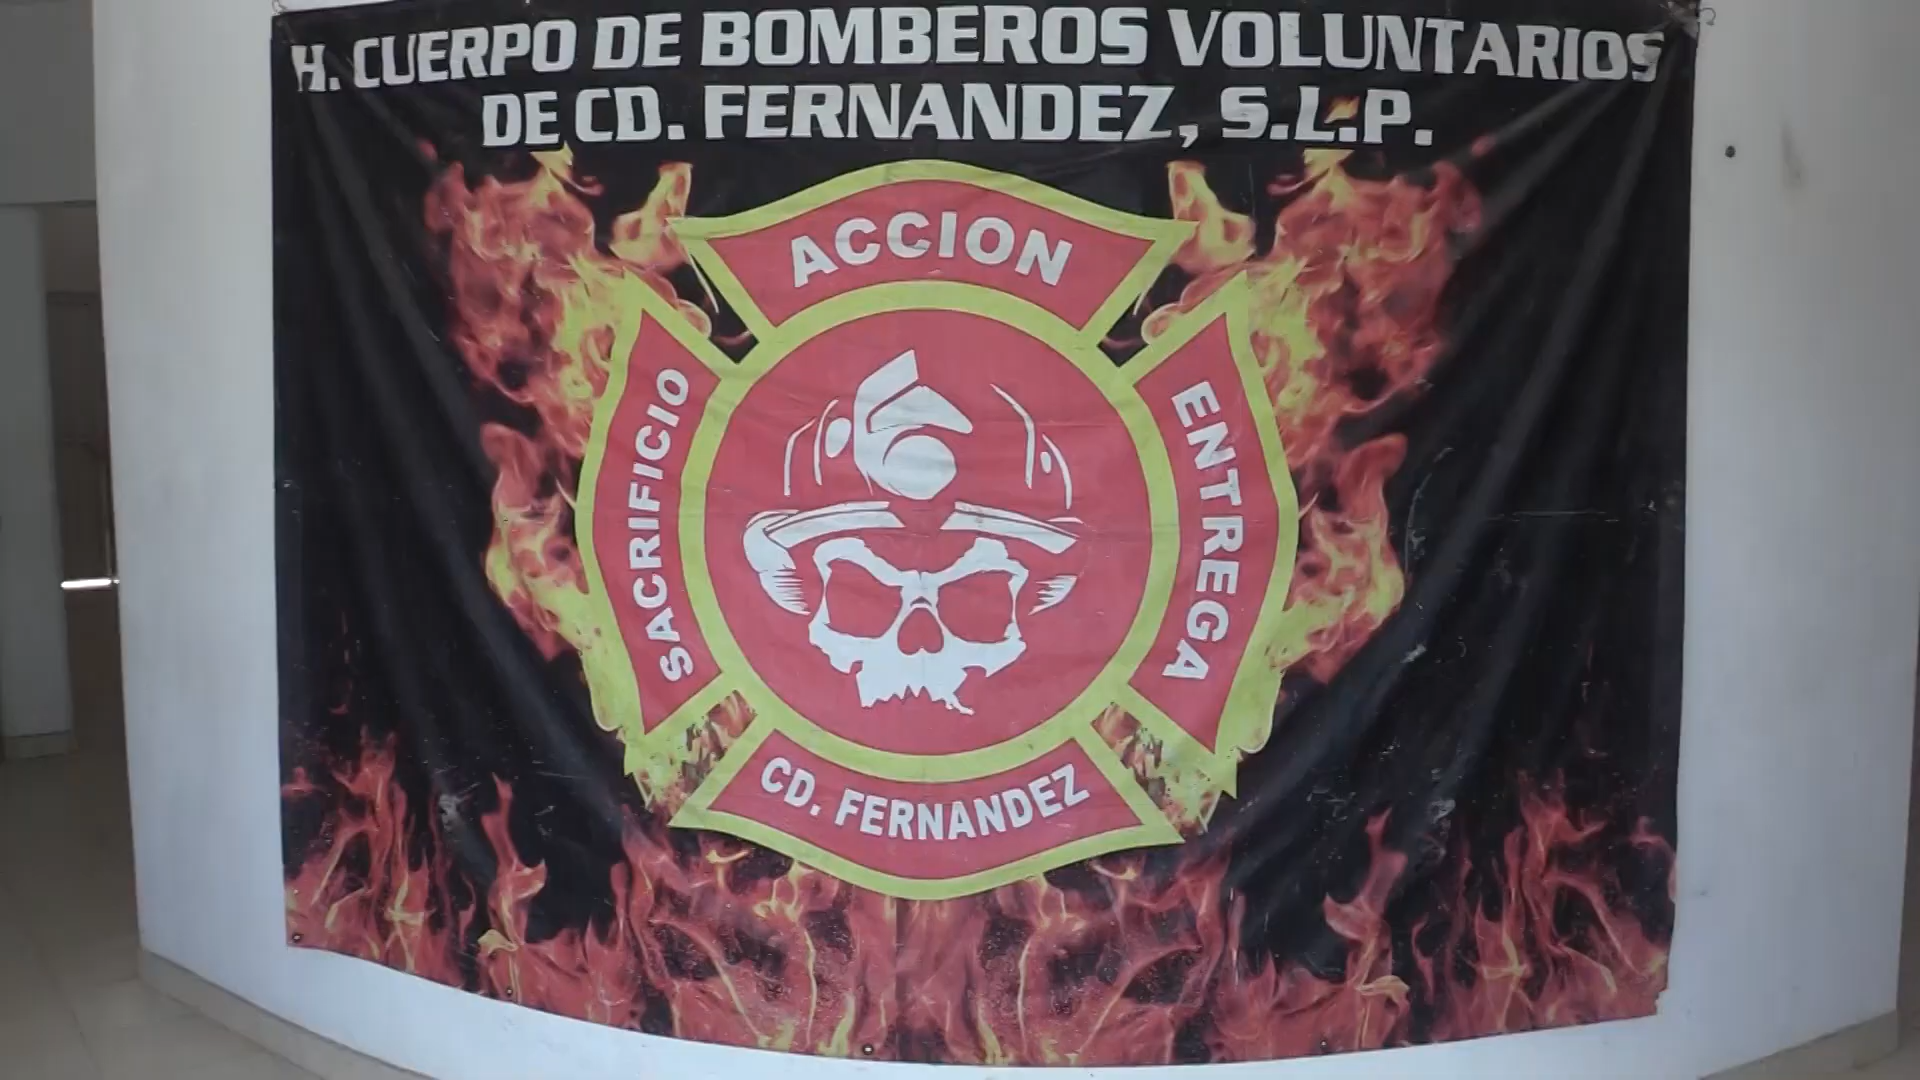 H. CUERPO DE BOMBEROS VOLUNTARIOS
DE CD. FERNANDEZ, S.L.P.
ACCION
SACRIFICIO
ENTREGA
CD. FERNANDEZ